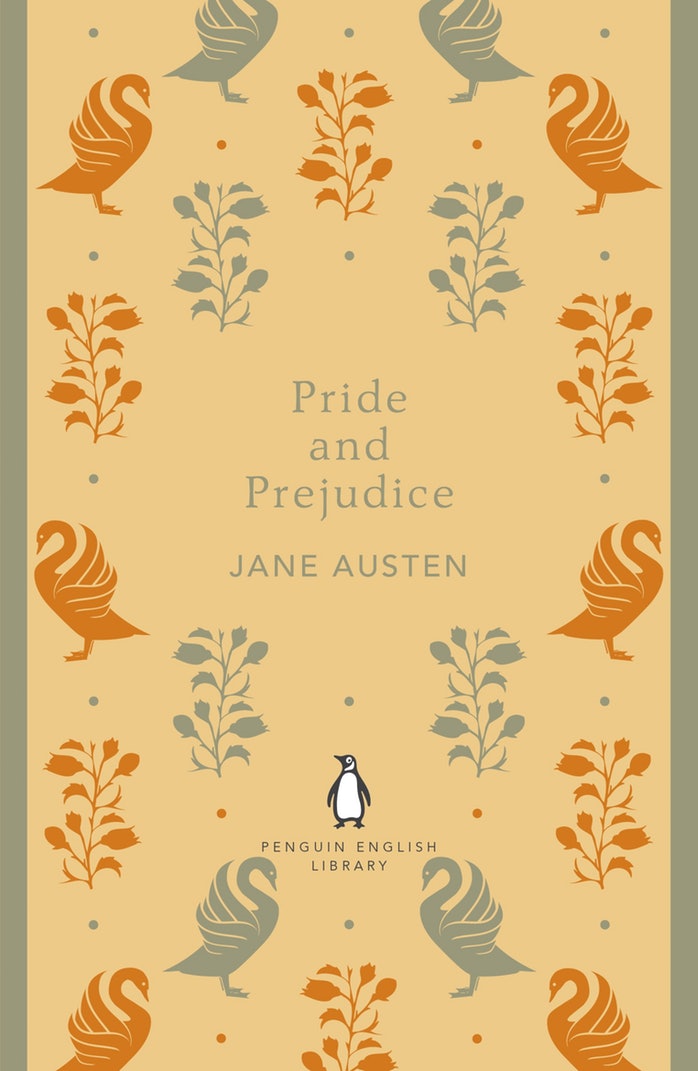 Pride
and
Prejudice
JANE AUSTEN
PENGUIN ENGLISH
LIBRARY